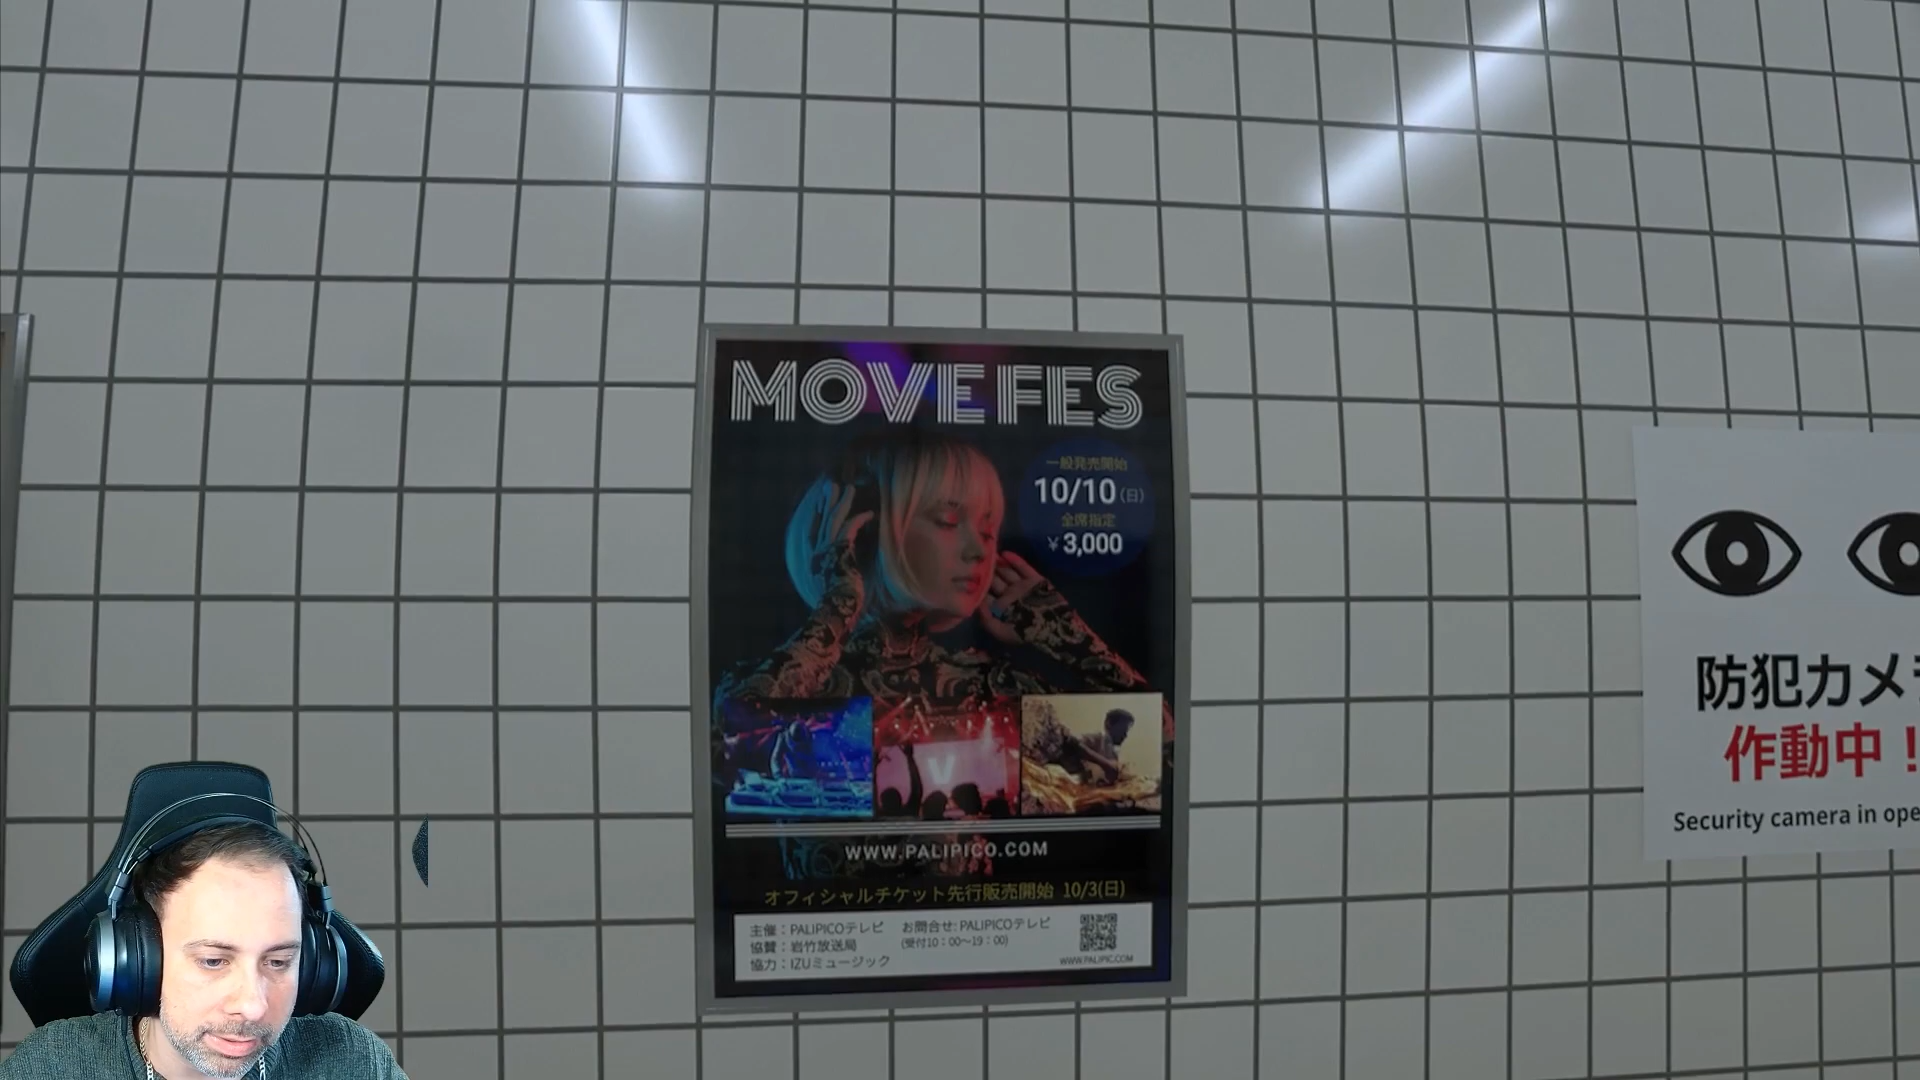 MOVE FES
一般発売開始
10/10(日)
全席指定
¥3,000
V
WWW.PALIPICO.COM
オフィシャルチケット先行販売開始 10/3(日)
主催：PALIPICOテレビ
協賛：岩竹放送局
協力：IZUミュージック
お問合せ: PALIPICOテレビ
(受付10：00～19：00)
WWW.PALIPIC.COM
防犯カメ
作動中！
Security camera in ope